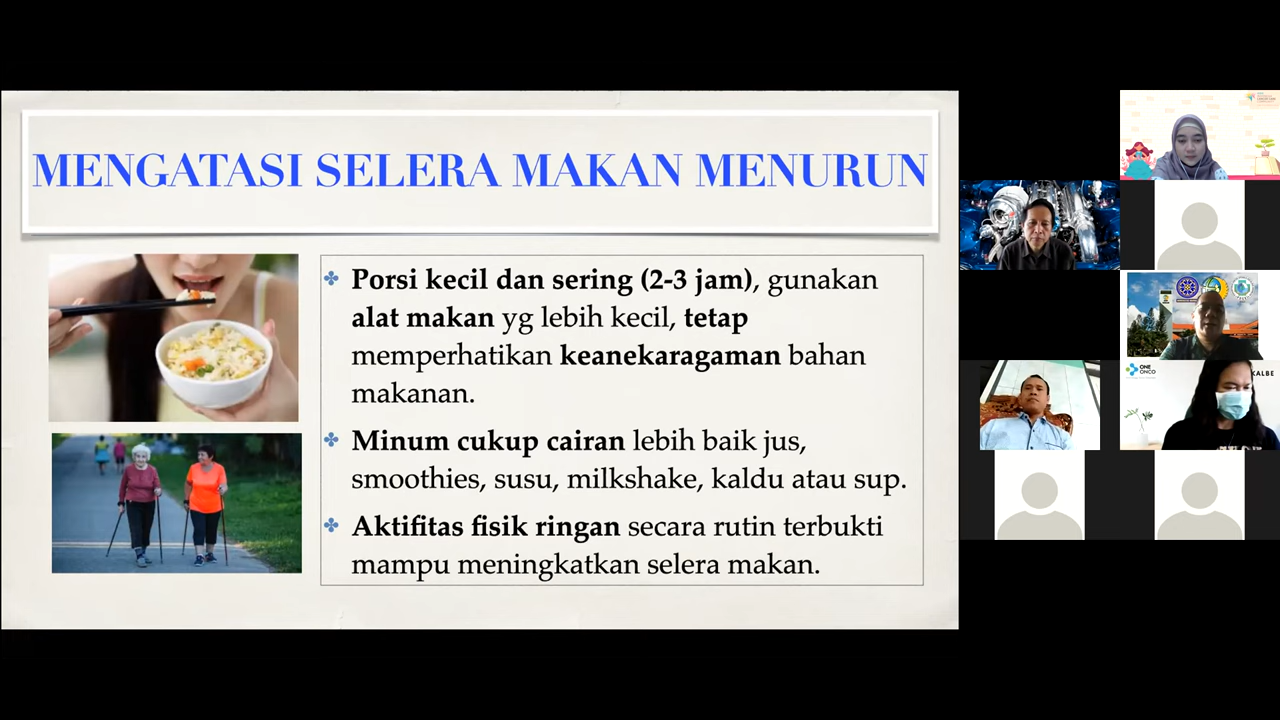 MENGATASI SELERA MAKAN MENURUN
Porsi kecil dan sering (2-3 jam), gunakan
alat makan yg lebih kecil, tetap
memperhatikan keanekaragaman bahan
makanan.
Minum cukup cairan lebih baik jus,
smoothies, susu, milkshake, kaldu atau sup.
Aktifitas fisik ringan secara rutin terbukti
mampu meningkatkan selera makan.
ONE
ONCO
KALBE